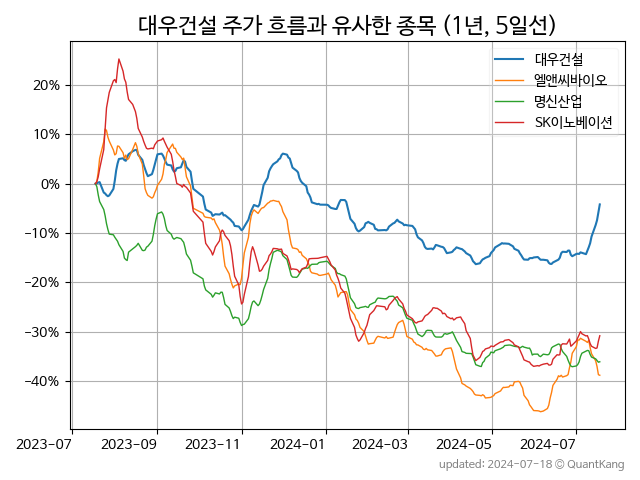 대우건설 주가 흐름과 유사한 종목 (1년, 5일선)
대우건설
엘앤씨바이오
명신산업
SK이노베이션
20%
10%
0%
−10%
−20%
−30%
−40%
2023-07 2023-09 2023-11 2024-01 2024-03 2024-05 2024-07
updated: 2024-07-18 © QuantKang